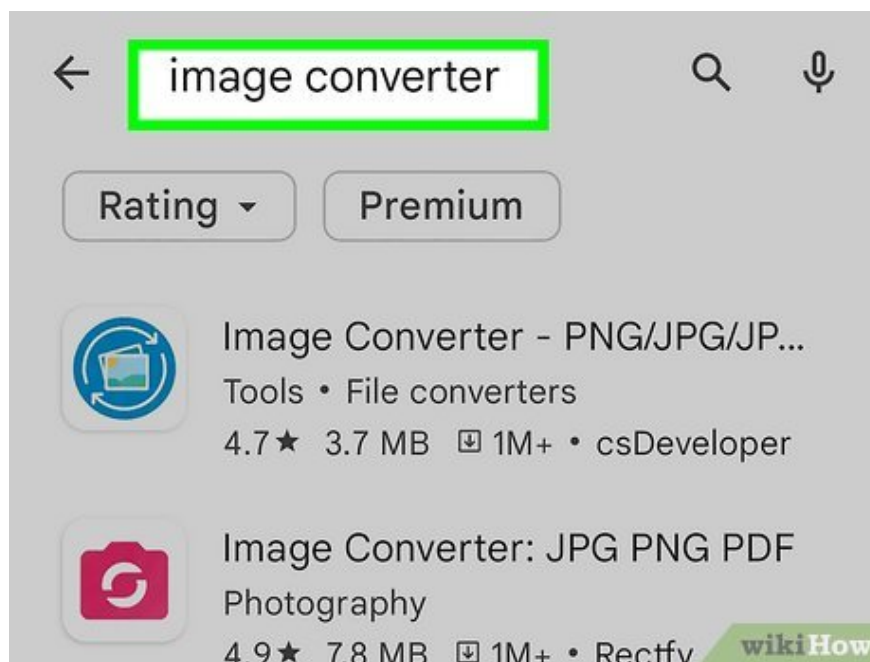 image converter
Rating Premium
Image Converter - PNG/JPG/JP...
Tools • File converters
4.7★ 3.7 MB 1M+ • csDeveloper
Image Converter: JPG PNG PDF
Photography
4.9★ 7.8 MB 1M+ • Rectfy
wikiHow